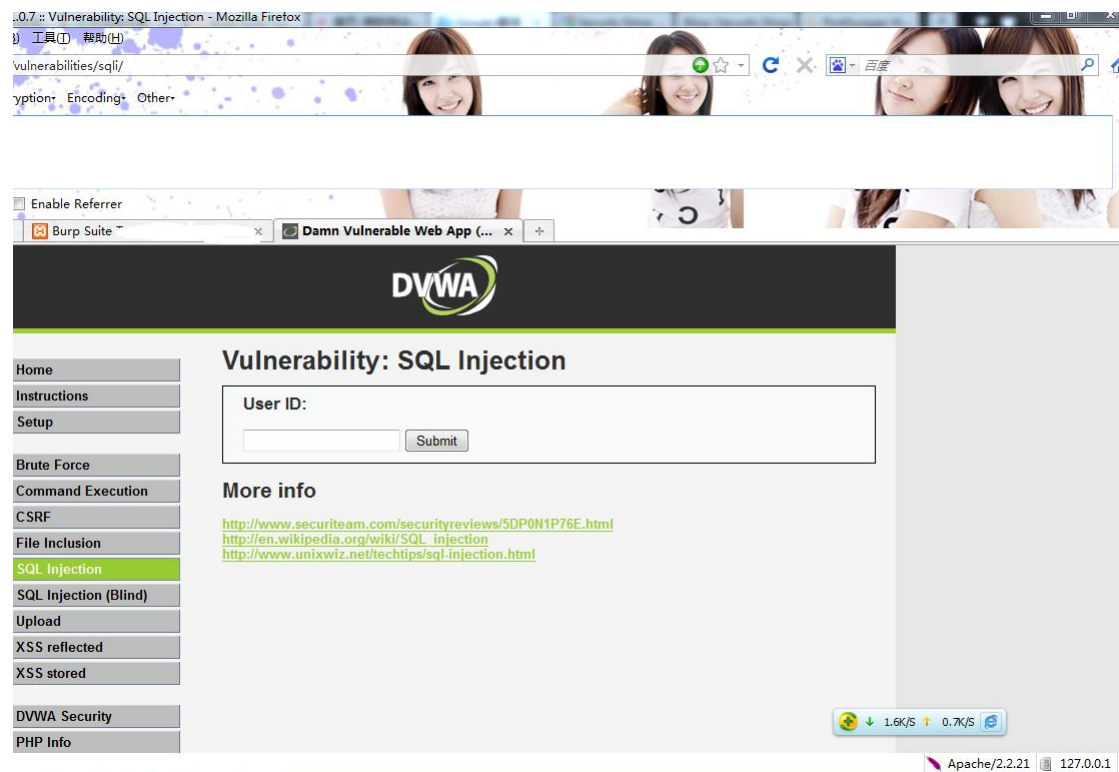 ..0.7 :: Vulnerability: SQL Injection - Mozilla Firefox
) 工具(T) 帮助(H)
vulnerabilities/sqli/
百度
yption- Encoding- Other-
Enable Referrer
Burp Suite
Damn Vulnerable Web App (...
DVWA
Vulnerability: SQL Injection
User ID:
Submit
More info
http://www.securiteam.com/securityreviews/5DP0N1P76E.html
http://en.wikipedia.org/wiki/SQL_injection
http://www.unixwiz.net/techtips/sql-injection.html
Home
Instructions
Setup
Brute Force
Command Execution
CSRF
File Inclusion
SQL Injection
SQL Injection (Blind)
Upload
XSS reflected
XSS stored
DVWA Security
PHP Info
1.6K/S 0.7K/S
Apache/2.2.21 127.0.0.1